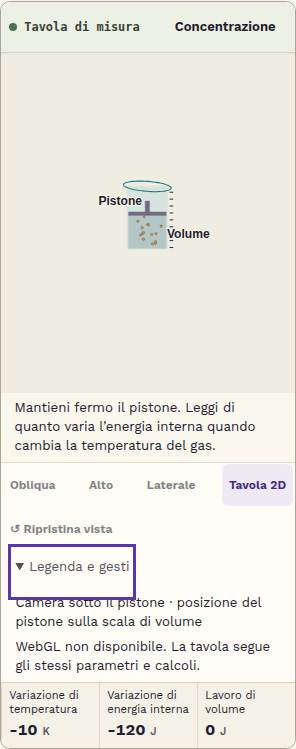 Tavola di misura
Concentrazione
Pistone
Volume
Mantieni fermo il pistone. Leggi di
quanto varia l'energia interna quando
cambia la temperatura del gas.
Obliqua
Alto
Laterale
Tavola 2D
↺ Ripristina vista
▼ Legenda e gesti
Camera sotto il pistone · posizione del
pistone sulla scala di volume
WebGL non disponibile. La tavola segue
gli stessi parametri e calcoli.
Variazione di
temperatura
-10 K
Variazione di
energia interna
-120 J
Lavoro di
volume
0 J